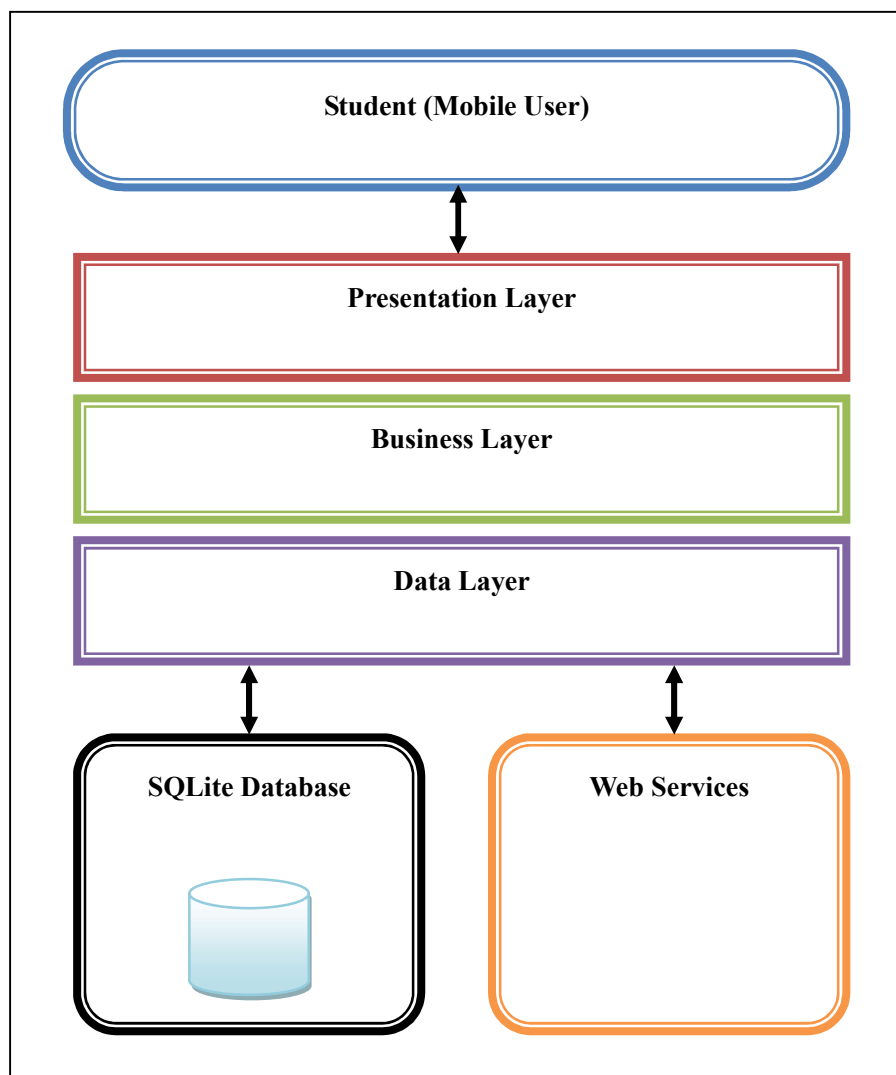 Student (Mobile User)
Presentation Layer
Business Layer
Data Layer
SQLite Database
Web Services